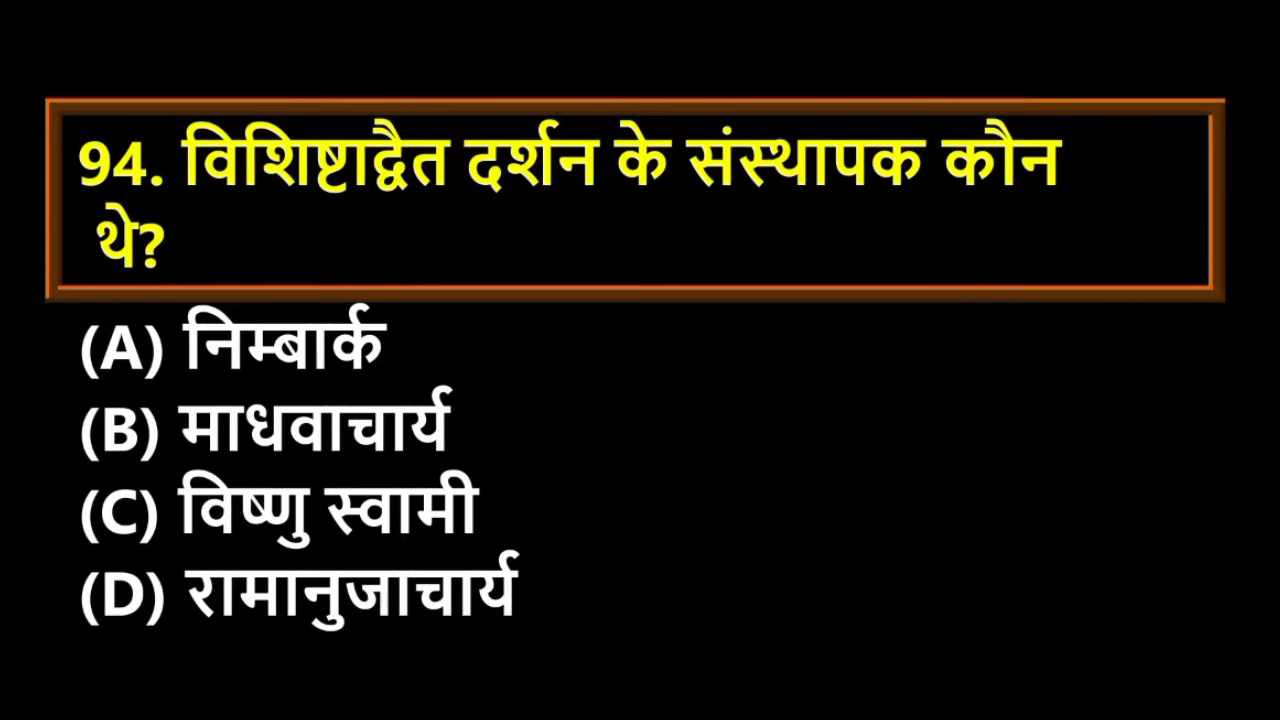 94. विशिष्टाद्वैत दर्शन के संस्थापक कौन
थे?
(A) निम्बार्क
(B) माधवाचार्य
(C) विष्णु स्वामी
(D) रामानुजाचार्य